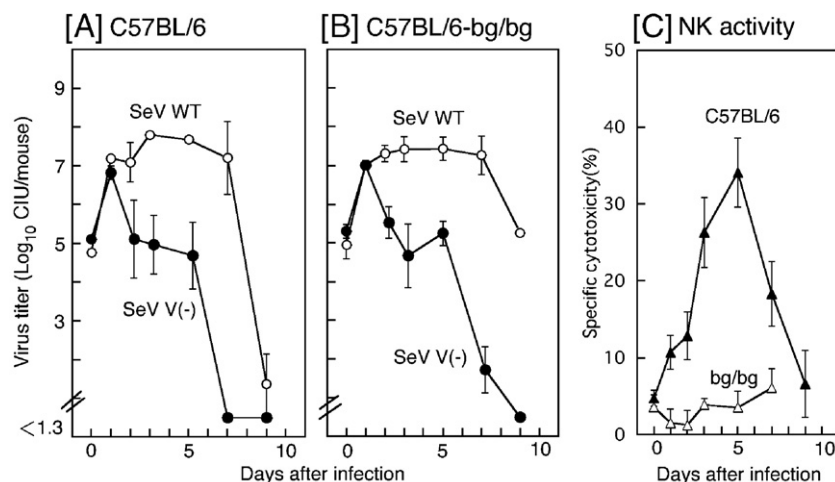 [A] C57BL/6
[B] C57BL/6-bg/bg
[C] NK activity
Virus titer (Log10 CIU/mouse)
9
7
5
3
<1.3
SeV WT
SeV V(-)
0 5 10
SeV WT
SeV V(-)
0 5 10
Days after infection
Specific cytotoxicity(%)
50
40
30
20
10
0
C57BL/6
bg/bg
0 5 10
Days after infection